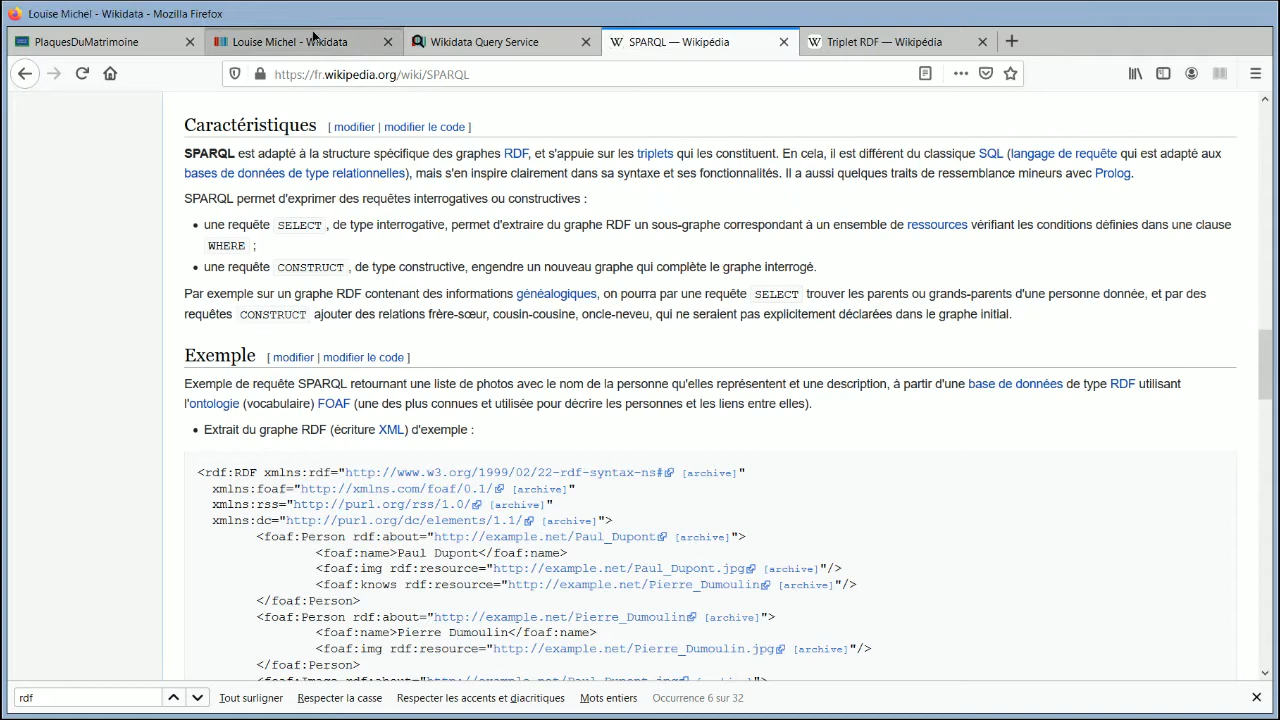 Louise Michel - Wikidata - Mozilla Firefox
PlaquesDuMatrimoine
Louise Michel - Wikidata
Wikidata Query Service
SPARQL — Wikipédia
Triplet RDF — Wikipédia
https://fr.wikipedia.org/wiki/SPARQL
Caractéristiques [ modifier | modifier le code ]
SPARQL est adapté à la structure spécifique des graphes RDF, et s'appuie sur les triplets qui les constituent. En cela, il est différent du classique SQL (langage de requête qui est adapté aux
bases de données de type relationnelles), mais s'en inspire clairement dans sa syntaxe et ses fonctionnalités. Il a aussi quelques traits de ressemblance mineurs avec Prolog.
SPARQL permet d'exprimer des requêtes interrogatives ou constructives :
• une requête SELECT , de type interrogative, permet d'extraire du graphe RDF un sous-graphe correspondant à un ensemble de ressources vérifiant les conditions définies dans une clause
WHERE ;
• une requête CONSTRUCT , de type constructive, engendre un nouveau graphe qui complète le graphe interrogé.
Par exemple sur un graphe RDF contenant des informations généalogiques, on pourra par une requête SELECT trouver les parents ou grands-parents d'une personne donnée, et par des
requêtes CONSTRUCT ajouter des relations frère-sœur, cousin-cousine, oncle-neveu, qui ne seraient pas explicitement déclarées dans le graphe initial.
Exemple [ modifier | modifier le code ]
Exemple de requête SPARQL retournant une liste de photos avec le nom de la personne qu'elles représentent et une description, à partir d'une base de données de type RDF utilisant
l'ontologie (vocabulaire) FOAF (une des plus connues et utilisée pour décrire les personnes et les liens entre elles).
• Extrait du graphe RDF (écriture XML) d'exemple :
<rdf:RDF xmlns:rdf="http://www.w3.org/1999/02/22-rdf-syntax-ns# [archive]"
xmlns:foaf="http://xmlns.com/foaf/0.1/ [archive]"
xmlns:rss="http://purl.org/rss/1.0/ [archive]"
xmlns:dc="http://purl.org/dc/elements/1.1/ [archive]">
<foaf:Person rdf:about="http://example.net/Paul_Dupont [archive]">
<foaf:name>Paul Dupont</foaf:name>
<foaf:img rdf:resource="http://example.net/Paul_Dupont.jpg [archive]"/>
<foaf:knows rdf:resource="http://example.net/Pierre_Dumoulin [archive]"/>
</foaf:Person>
<foaf:Person rdf:about="http://example.net/Pierre_Dumoulin [archive]">
<foaf:name>Pierre Dumoulin</foaf:name>
<foaf:img rdf:resource="http://example.net/Pierre_Dumoulin.jpg [archive]"/>
</foaf:Person>
<foaf:Image rdf:about="http://example.net/Paul_Dupont.jpg [archive]">
rdf
Tout surligner
Respecter la casse
Respecter les accents et diacritiques
Mots entiers
Occurrence 6 sur 32